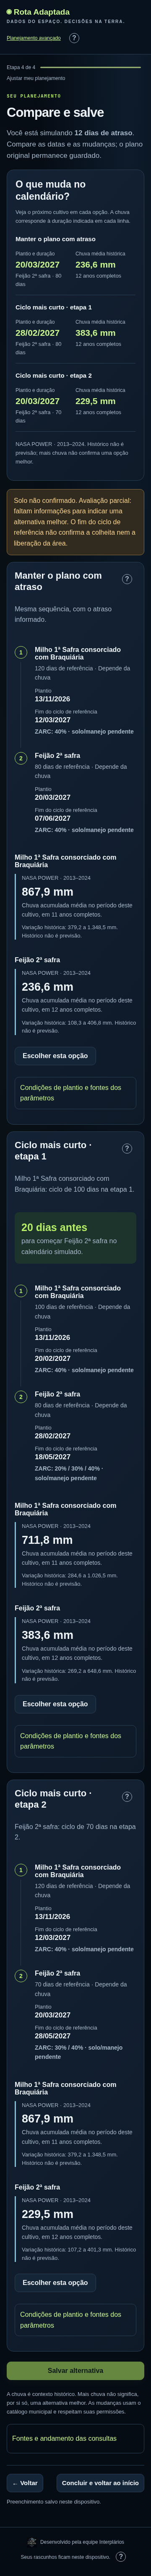 Rota Adaptada
DADOS DO ESPAÇO. DECISÕES NA TERRA.
Planejamento avançado ?
Etapa 4 de 4
Ajustar meu planejamento
SEU PLANEJAMENTO
Compare e salve
Você está simulando 12 dias de atraso.
Compare as datas e as mudanças; o plano
original permanece guardado.
O que muda no
calendário?
Veja o próximo cultivo em cada opção. A chuva
corresponde à duração indicada em cada linha.
Manter o plano com atraso
Plantio e duração
20/03/2027
Feijão 2ª safra · 80
dias
Chuva média histórica
236,6 mm
12 anos completos
Ciclo mais curto · etapa 1
Plantio e duração
28/02/2027
Feijão 2ª safra · 80
dias
Chuva média histórica
383,6 mm
12 anos completos
Ciclo mais curto · etapa 2
Plantio e duração
20/03/2027
Feijão 2ª safra · 70
dias
Chuva média histórica
229,5 mm
12 anos completos
NASA POWER · 2013–2024. Histórico não é
previsão; mais chuva não confirma uma opção
melhor.
Solo não confirmado. Avaliação parcial:
faltam informações para indicar uma
alternativa melhor. O fim do ciclo de
referência não confirma a colheita nem a
liberação da área.
Manter o plano com
atraso
?
Mesma sequência, com o atraso
informado.
1
Milho 1ª Safra consorciado
com Braquiária
120 dias de referência · Depende da
chuva
Plantio
13/11/2026
Fim do ciclo de referência
12/03/2027
ZARC: 40% · solo/manejo pendente
2
Feijão 2ª safra
80 dias de referência · Depende da
chuva
Plantio
20/03/2027
Fim do ciclo de referência
07/06/2027
ZARC: 40% · solo/manejo pendente
Milho 1ª Safra consorciado com
Braquiária
NASA POWER · 2013–2024
867,9 mm
Chuva acumulada média no período deste
cultivo, em 11 anos completos.
Variação histórica: 379,2 a 1.348,5 mm.
Histórico não é previsão.
Feijão 2ª safra
NASA POWER · 2013–2024
236,6 mm
Chuva acumulada média no período deste
cultivo, em 12 anos completos.
Variação histórica: 108,3 a 406,8 mm. Histórico
não é previsão.
Escolher esta opção
Condições de plantio e fontes dos
parâmetros
Ciclo mais curto ·
etapa 1
?
Milho 1ª Safra consorciado com
Braquiária: ciclo de 100 dias na etapa 1.
20 dias antes
para começar Feijão 2ª safra no
calendário simulado.
1
Milho 1ª Safra consorciado
com Braquiária
100 dias de referência · Depende da
chuva
Plantio
13/11/2026
Fim do ciclo de referência
20/02/2027
ZARC: 40% · solo/manejo pendente
2
Feijão 2ª safra
80 dias de referência · Depende da
chuva
Plantio
28/02/2027
Fim do ciclo de referência
18/05/2027
ZARC: 20% / 30% / 40% ·
solo/manejo pendente
Milho 1ª Safra consorciado com
Braquiária
NASA POWER · 2013–2024
711,8 mm
Chuva acumulada média no período deste
cultivo, em 11 anos completos.
Variação histórica: 284,8 a 1.026,5 mm.
Histórico não é previsão.
Feijão 2ª safra
NASA POWER · 2013–2024
383,6 mm
Chuva acumulada média no período deste
cultivo, em 12 anos completos.
Variação histórica: 269,2 a 648,6 mm. Histórico
não é previsão.
Escolher esta opção
Condições de plantio e fontes dos
parâmetros
Ciclo mais curto ·
etapa 2
?
Feijão 2ª safra: ciclo de 70 dias na etapa
2.
1
Milho 1ª Safra consorciado
com Braquiária
120 dias de referência · Depende da
chuva
Plantio
13/11/2026
Fim do ciclo de referência
12/03/2027
ZARC: 40% · solo/manejo pendente
2
Feijão 2ª safra
70 dias de referência · Depende da
chuva
Plantio
20/03/2027
Fim do ciclo de referência
28/05/2027
ZARC: 30% / 40% · solo/manejo
pendente
Milho 1ª Safra consorciado com
Braquiária
NASA POWER · 2013–2024
867,9 mm
Chuva acumulada média no período deste
cultivo, em 11 anos completos.
Variação histórica: 379,2 a 1.348,5 mm.
Histórico não é previsão.
Feijão 2ª safra
NASA POWER · 2013–2024
229,5 mm
Chuva acumulada média no período deste
cultivo, em 12 anos completos.
Variação histórica: 107,2 a 401,3 mm. Histórico
não é previsão.
Escolher esta opção
Condições de plantio e fontes dos
parâmetros
Salvar alternativa
A chuva é contexto histórico. Mais chuva não significa,
por si só, uma alternativa melhor. As mudanças usam o
catálogo municipal e respeitam suas permissões.
Fontes e andamento das consultas
← Voltar
Concluir e voltar ao início
Preenchimento salvo neste dispositivo.
Desenvolvido pela equipe Interplários
Seus rascunhos ficam neste dispositivo. ?